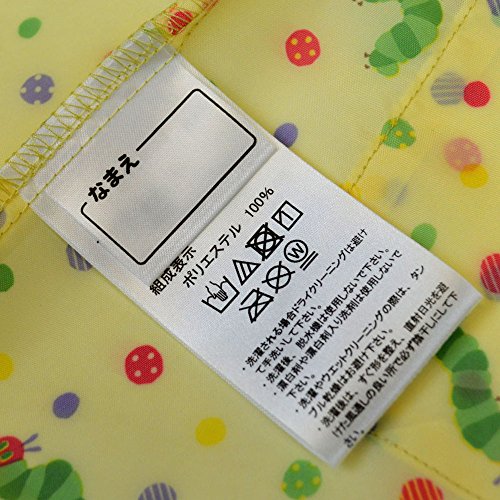 なまえ
組成表示
ポリエステル 100%
W
・洗濯される場合ドライクリーニングは避け
て手洗いして下さい。
・洗濯後、脱水機は使用しないで下さい。
・漂白剤や漂白剤入り洗剤は使用しないで
下さい。
・洗濯やウエットクリーニングの際は、タン
ブル乾燥はお避け下さい。
・洗濯後は、すぐ形を整え、直射日光を避
けた風通しの良い所で必ず陰干しにして下
さい。